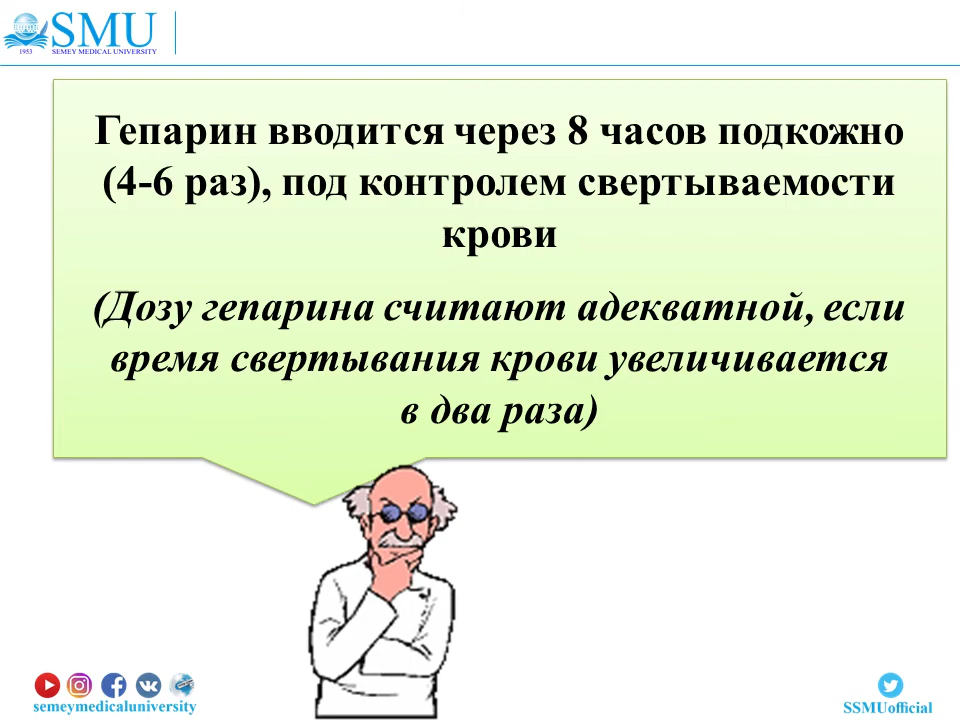 SMU
1953
SEMEY MEDICAL UNIVERSITY
Гепарин вводится через 8 часов подкожно
(4-6 раз), под контролем свертываемости
крови
(Дозу гепарина считают адекватной, если
время свертывания крови увеличивается
в два раза)
semeymedicaluniversity
SSMUofficial